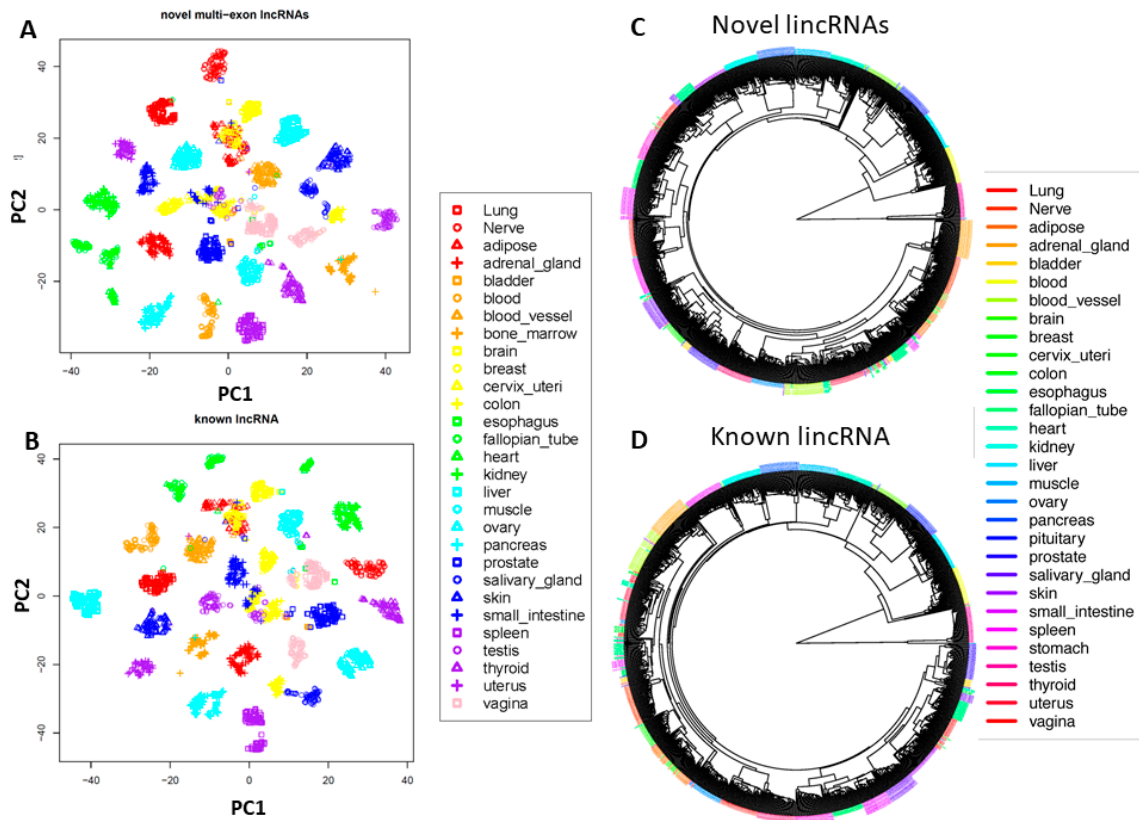 A
novel multi−exon lncRNAs
40
20
0
−20
PC2
−40
−20
0
20
40
PC1
B
known lncRNA
40
20
0
−20
−40
PC2
−40
−20
0
20
40
PC1
Lung
Nerve
adipose
adrenal_gland
bladder
blood
blood_vessel
bone_marrow
brain
breast
cervix_uteri
colon
esophagus
fallopian_tube
heart
kidney
liver
muscle
ovary
pancreas
prostate
salivary_gland
skin
small_intestine
spleen
testis
thyroid
uterus
vagina
C
Novel lincRNAs
D
Known lincRNA
Lung
Nerve
adipose
adrenal_gland
bladder
blood
blood_vessel
brain
breast
cervix_uteri
colon
esophagus
fallopian_tube
heart
kidney
liver
muscle
ovary
pancreas
pituitary
prostate
salivary_gland
skin
small_intestine
spleen
stomach
testis
thyroid
uterus
vagina